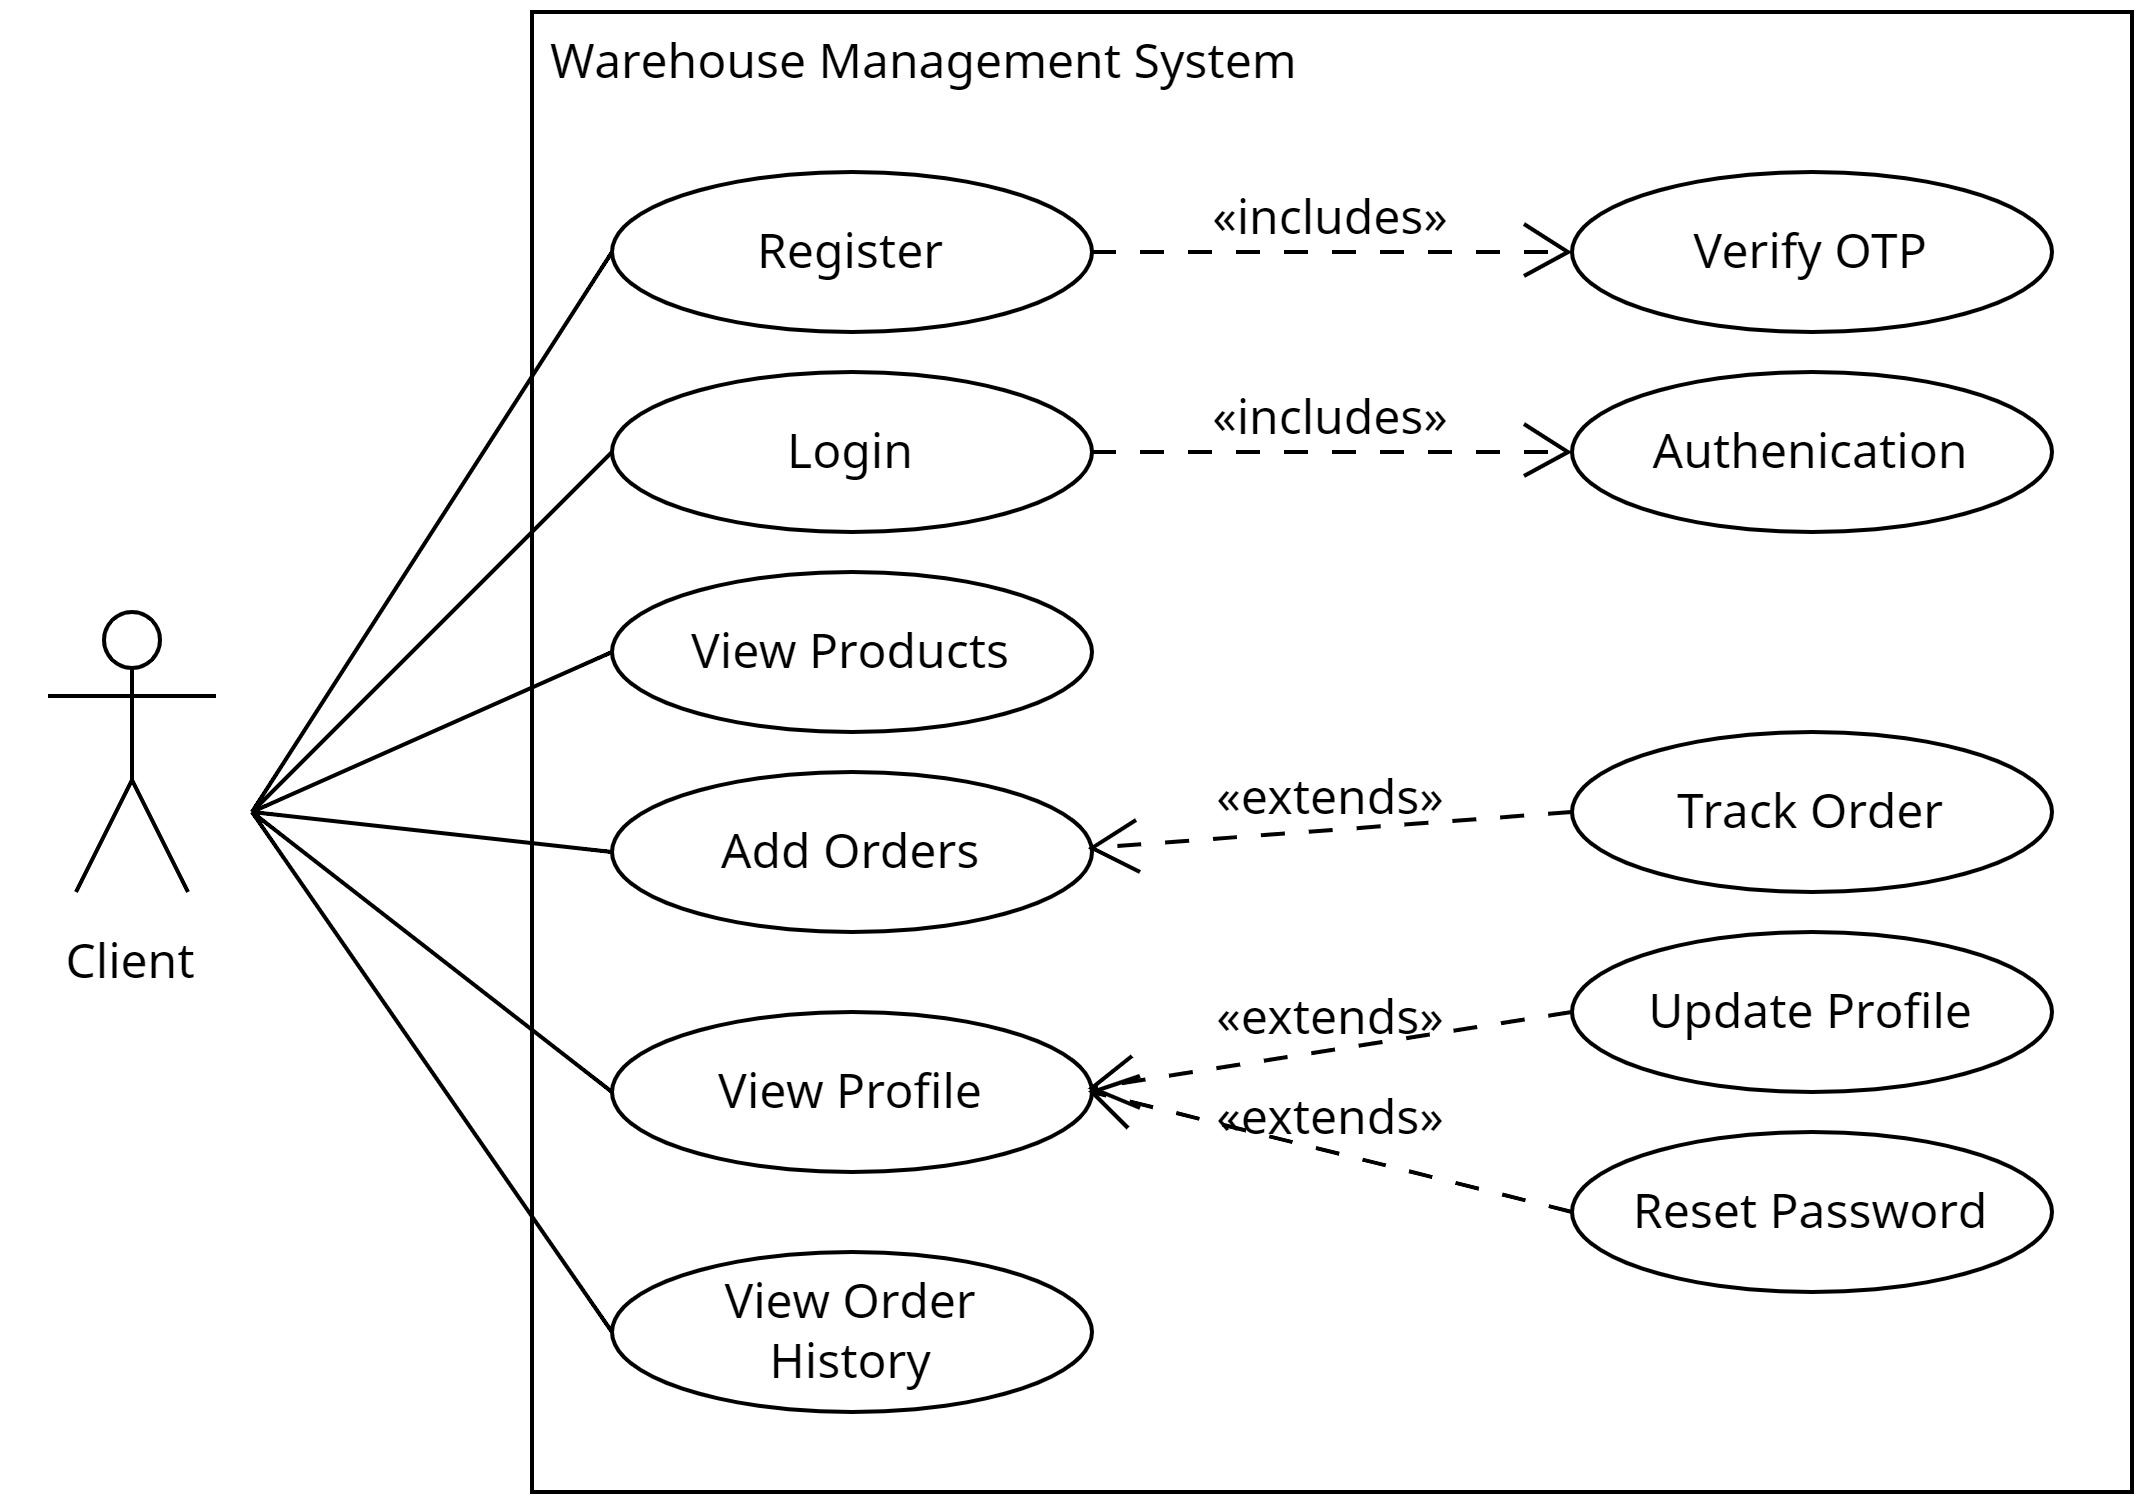 Warehouse Management System
Register
«includes»
Verify OTP
Login
«includes»
Authenication
View Products
Add Orders
«extends»
Track Order
Client
View Profile
«extends»
Update Profile
«extends»
Reset Password
View Order
History